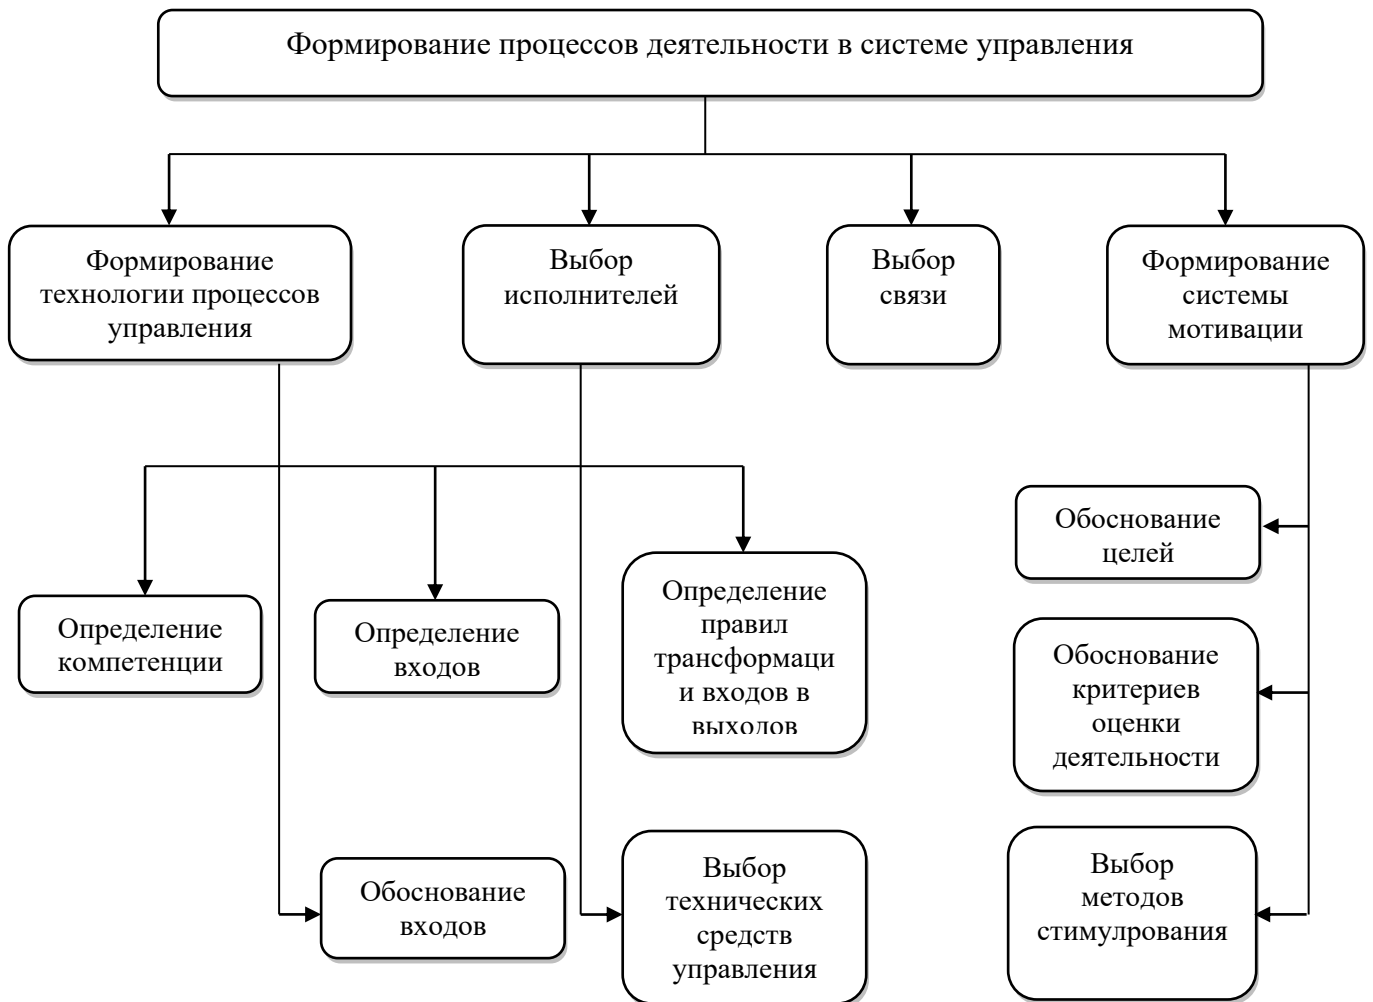 Формирование процессов деятельности в системе управления
Формирование
технологии процессов
управления
Выбор
исполнителей
Выбор
связи
Формирование
системы
мотивации
Обоснование
целей
Определение
компетенции
Определение
входов
Определение
правил
трансформаци
и входов в
выходов
Обоснование
критериев
оценки
деятельности
Обоснование
входов
Выбор
технических
средств
управления
Выбор
методов
стимулрования